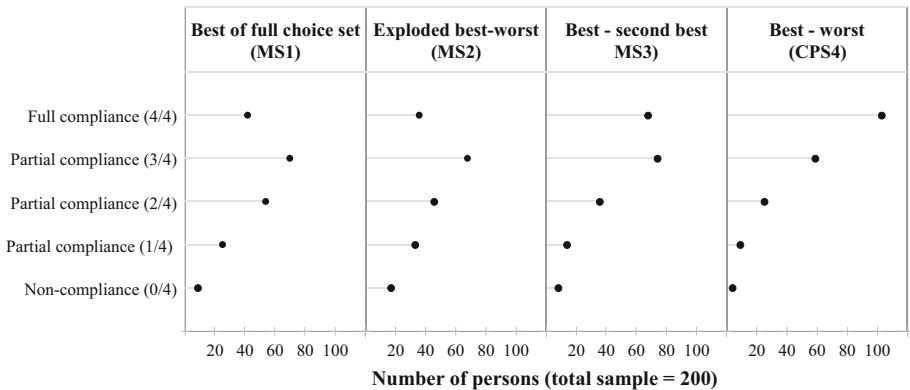 Best of full choice set
(MS1)
Exploded best-worst
(MS2)
Best - second best
MS3)
Best - worst
(CPS4)
Full compliance (4/4)
Partial compliance (3/4)
Partial compliance (2/4)
Partial compliance (1/4)
Non-compliance (0/4)
20 40 60 80 100
20 40 60 80 100
20 40 60 80 100
20 40 60 80 100
Number of persons (total sample = 200)